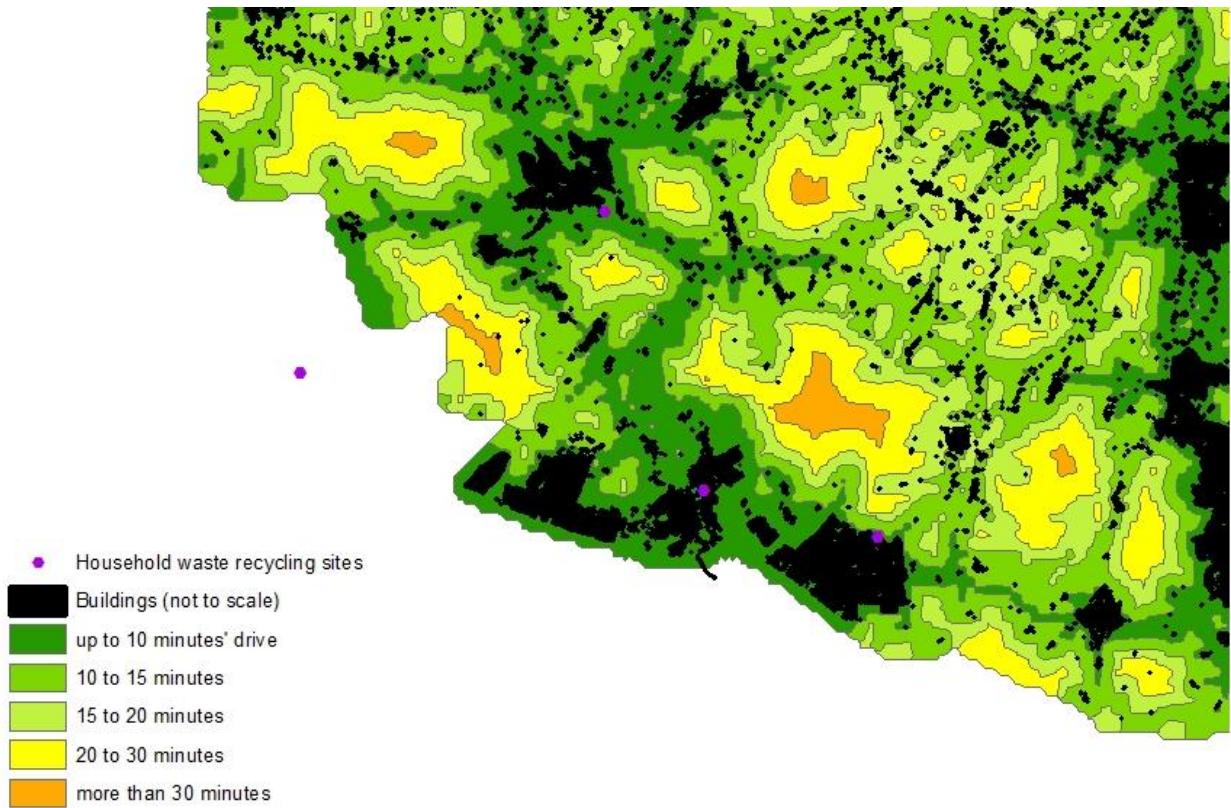 Household waste recycling sites
Buildings (not to scale)
up to 10 minutes' drive
10 to 15 minutes
15 to 20 minutes
20 to 30 minutes
more than 30 minutes